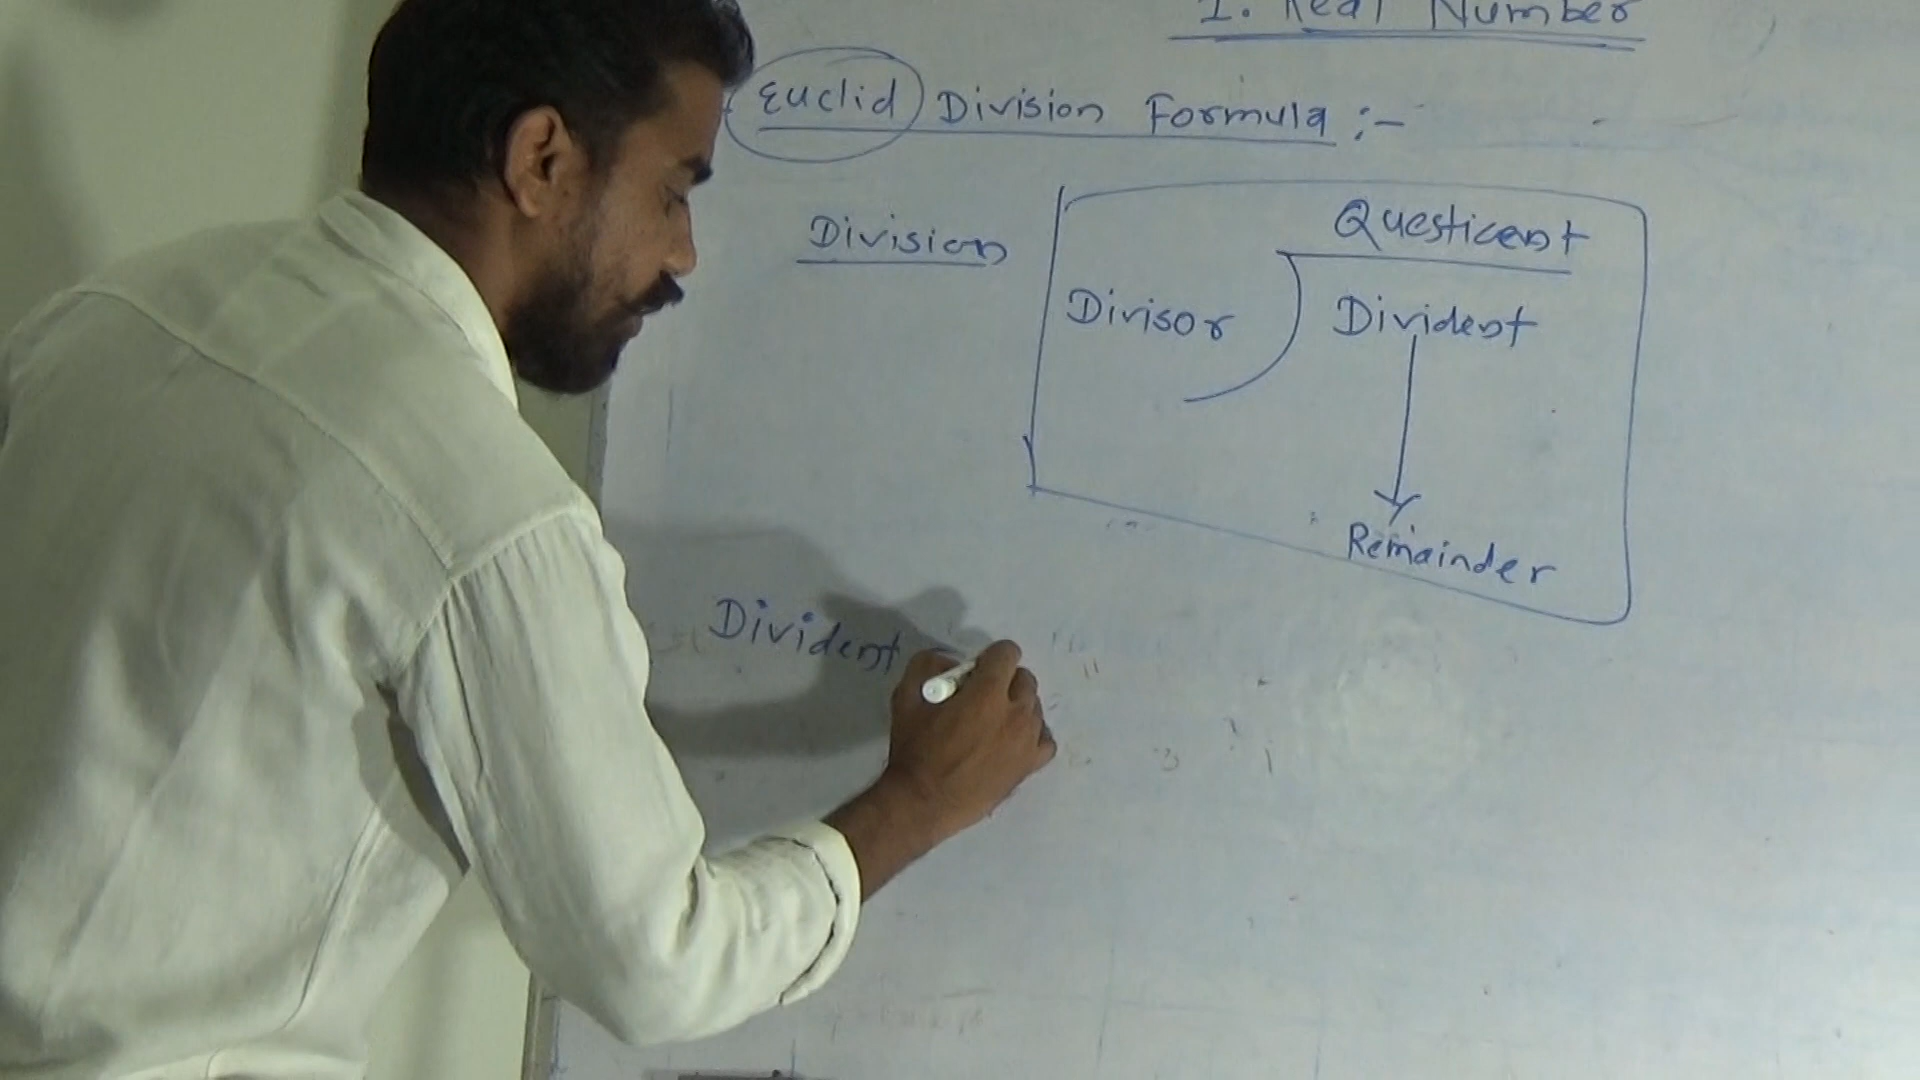 1. Real Number
Euclid Division Formula :-
Division
Questicent
Divisor
Divident
Remainder
Divident